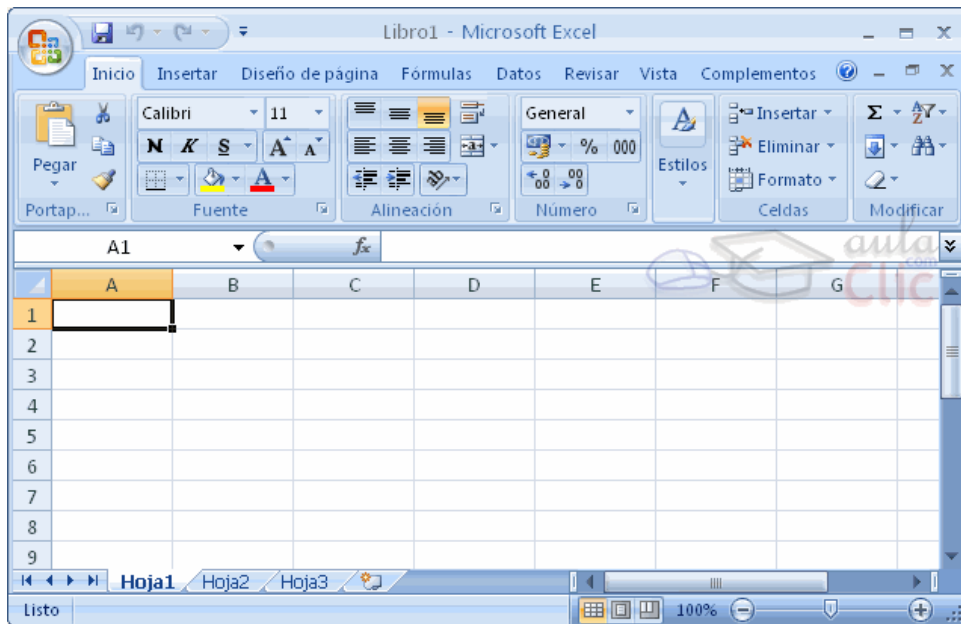 Libro1 - Microsoft Excel
Inicio Insertar Diseño de página Fórmulas Datos Revisar Vista Complementos
Calibri 11 General Insertar Σ
Pegar N K S A A % 000 Estilos Eliminar
A Formato
Portap... Fuente Alineación Número Celdas Modificar
A1 fx
aulaClic.com
A B C D E F G
1
2
3
4
5
6
7
8
9
Hoja1 Hoja2 Hoja3
Listo 100%